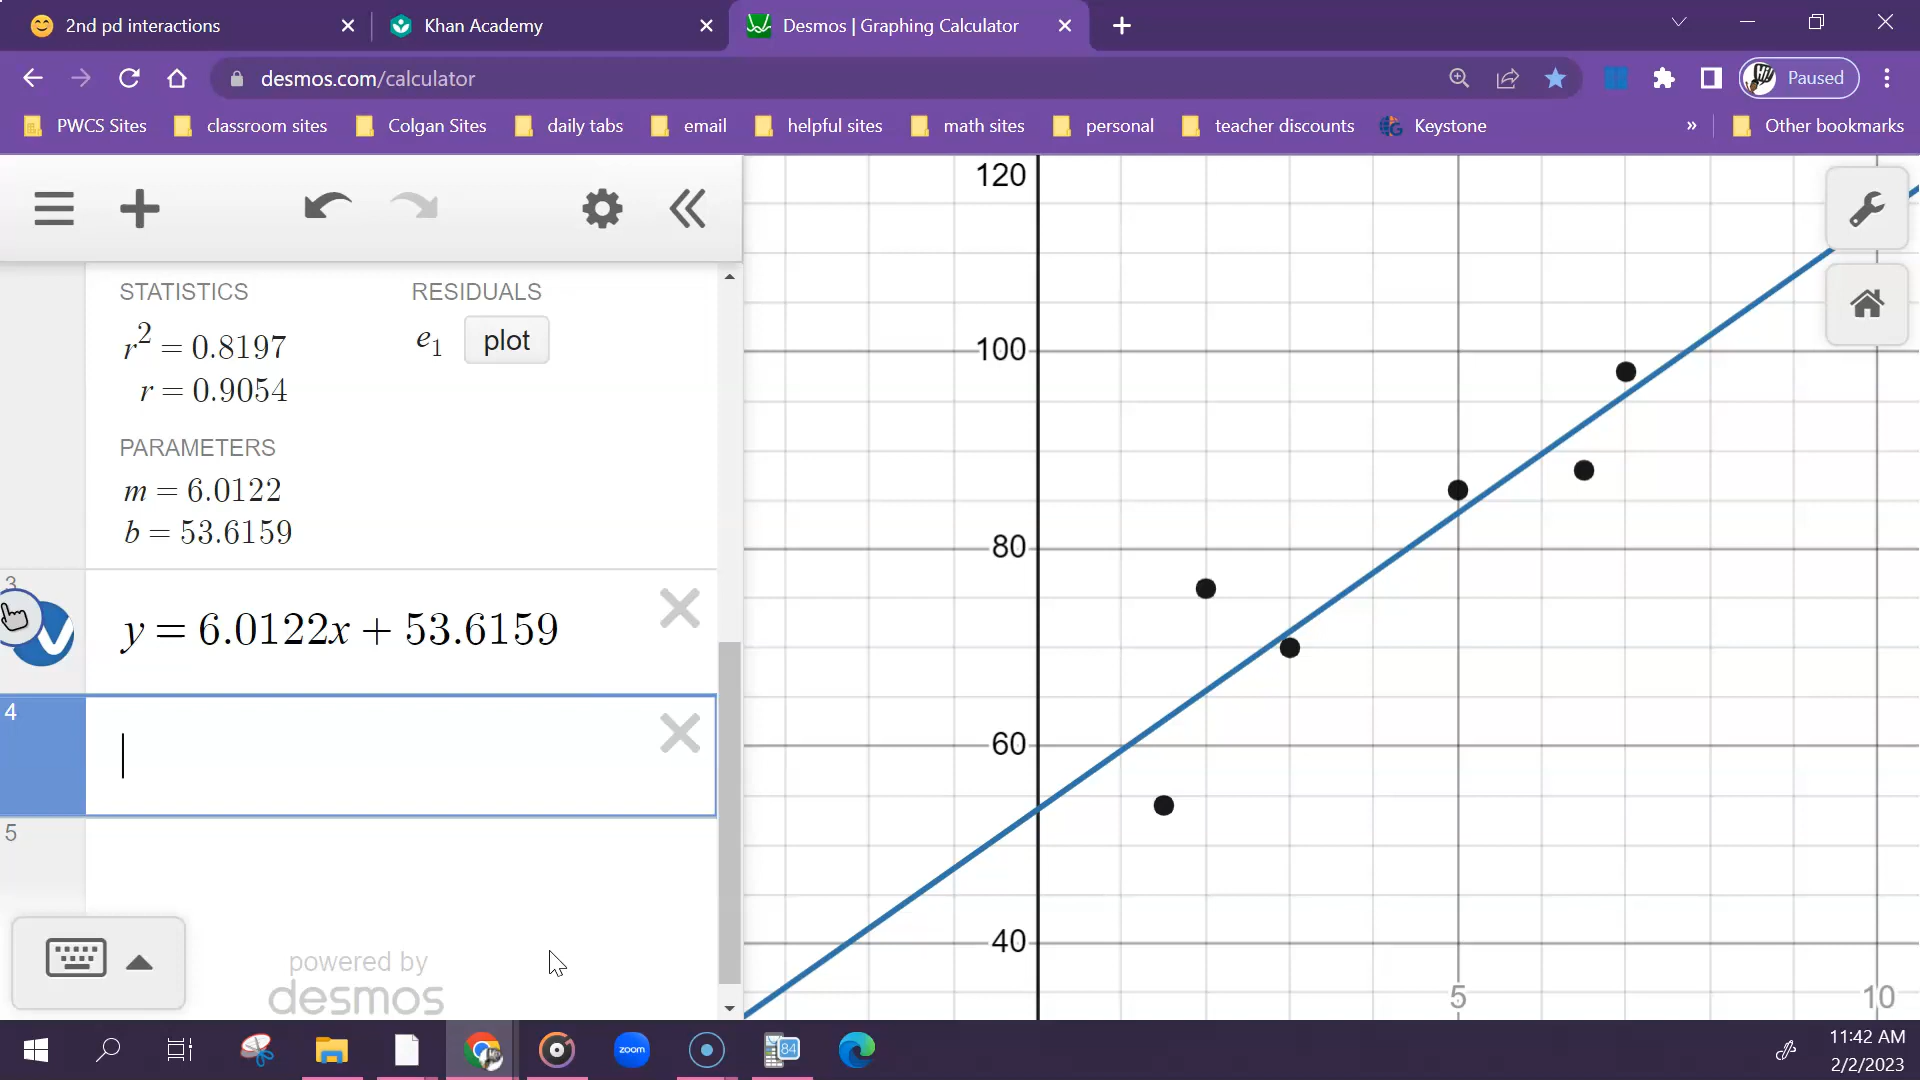 2nd pd interactions
Khan Academy
Desmos | Graphing Calculator
desmos.com/calculator
Paused
PWCS Sites
classroom sites
Colgan Sites
daily tabs
email
helpful sites
math sites
personal
teacher discounts
Keystone
»
Other bookmarks
STATISTICS
r² = 0.8197
r = 0.9054
RESIDUALS
e₁
plot
PARAMETERS
m = 6.0122
b = 53.6159
3
y = 6.0122x + 53.6159
4
5
powered by
desmos
120
100
80
60
40
5
10
zoom
84
11:42 AM
2/2/2023